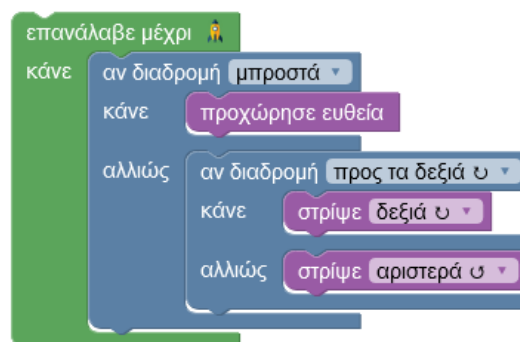 επανάλαβε μέχρι
κάνε αν διαδρομή μπροστά ▾
κάνε προχώρησε ευθεία
αλλιώς αν διαδρομή προς τα δεξιά ↻ ▾
κάνε στρίψε δεξιά ↻ ▾
αλλιώς στρίψε αριστερά ↺ ▾